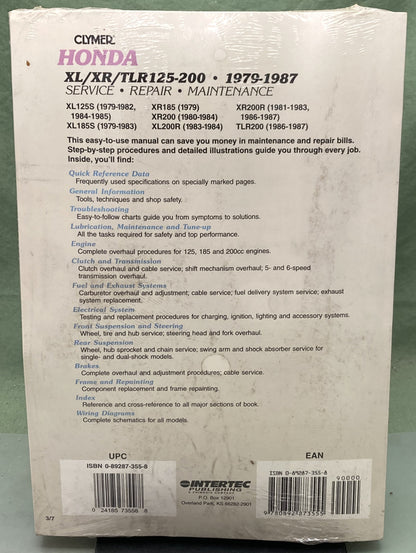 CLYMER®
HONDA
XL/XR/TLR125-200 • 1979-1987
SERVICE • REPAIR • MAINTENANCE
XL125S (1979-1982, XR185 (1979) XR200R (1981-1983,
1984-1985) XR200 (1980-1984) 1986-1987)
XL185S (1979-1983) XL200R (1983-1984) TLR200 (1986-1987)
This easy-to-use manual can save you money in maintenance and repair bills.
Step-by-step procedures and detailed illustrations guide you through every job.
Inside, you'll find:
Quick Reference Data
Frequently used specifications on specially marked pages.
General Information
Tools, techniques and shop safety.
Troubleshooting
Easy-to-follow charts guide you from symptoms to solutions.
Lubrication, Maintenance and Tune-up
All the tasks required for safety and top performance.
Engine
Complete overhaul procedures for 125, 185 and 200cc engines.
Clutch and Transmission
Clutch overhaul and cable service; shift mechanism overhaul; 5- and 6-speed
transmission overhaul.
Fuel and Exhaust Systems
Carburetor overhaul and adjustment; cable service; fuel delivery system service; exhaust
system replacement.
Electrical System
Testing and replacement procedures for charging, ignition, lighting and accessory systems.
Front Suspension and Steering
Wheel, tire and hub service; steering head and fork overhaul.
Rear Suspension
Wheel, hub sprocket and chain service; swing arm and shock absorber service for
single- and dual-shock models.
Brakes
Complete overhaul and adjustment procedures; cable service.
Frame and Repainting
Component replacement and frame repainting.
Index
Reference and cross-reference to all major sections of book.
Wiring Diagrams
Complete schematics for all models.
UPC EAN
ISBN 0-89287-355-8
0 24185 73558 8
INTERTEC
PUBLISHING
A PRIMEDIA COMPANY
P.O. Box 12901
Overland Park, KS 66282-2901
ISBN 0-89287-355-8
90000
9 780892 873555
3/7